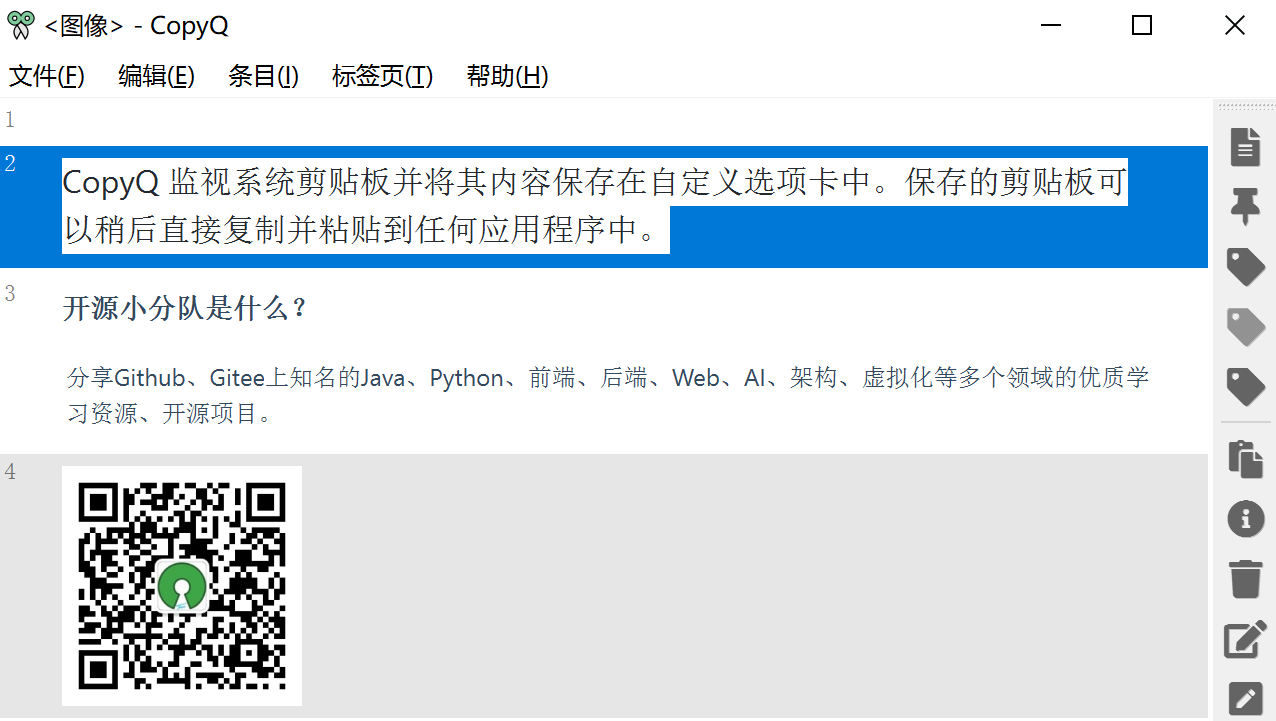 <图像> - CopyQ
文件(F) 编辑(E) 条目(I) 标签页(T) 帮助(H)
1
2
CopyQ 监视系统剪贴板并将其内容保存在自定义选项卡中。保存的剪贴板可
以稍后直接复制并粘贴到任何应用程序中。
3
开源小分队是什么？
分享Github、Gitee上知名的Java、Python、前端、后端、Web、AI、架构、虚拟化等多个领域的优质学
习资源、开源项目。
4